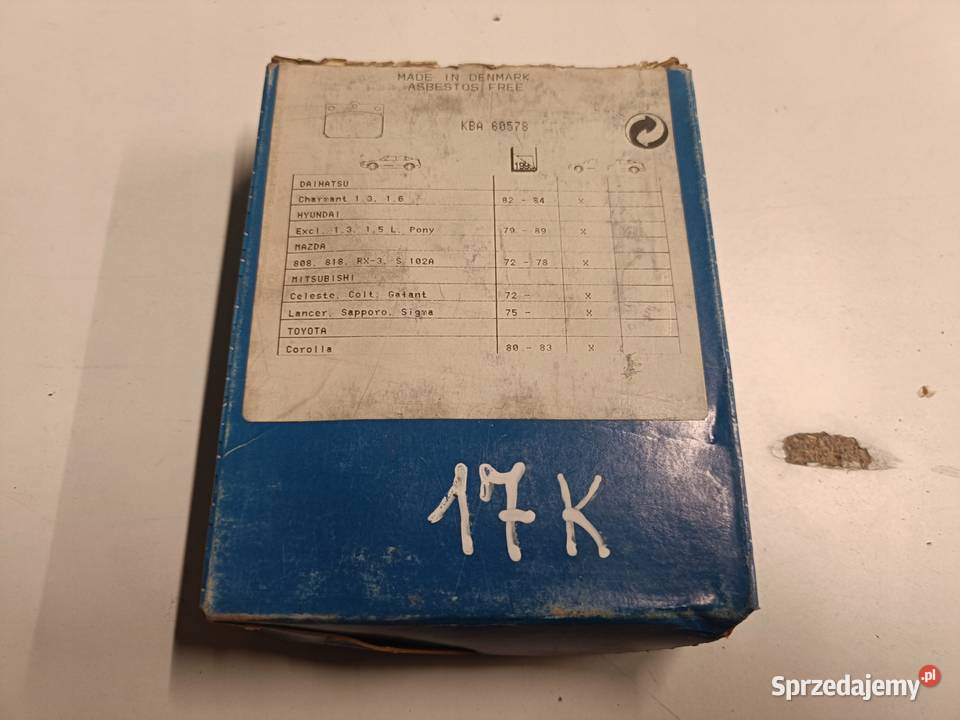 MADE IN DENMARK
ASBESTOS FREE
KBA 60578
199
DAIHATSU
Charmant 1.3, 1.6 82 - 84 X
HYUNDAI
Excl. 1.3, 1.5 L, Pony 79 - 89 X
MAZDA
808, 818, RX-3, S 102A 72 - 78 X
MITSUBISHI
Celeste, Colt, Galant 72 - X
Lancer, Sapporo, Sigma 75 - X
TOYOTA
Corolla 80 - 83 X
17K
Sprzedajemy.pl